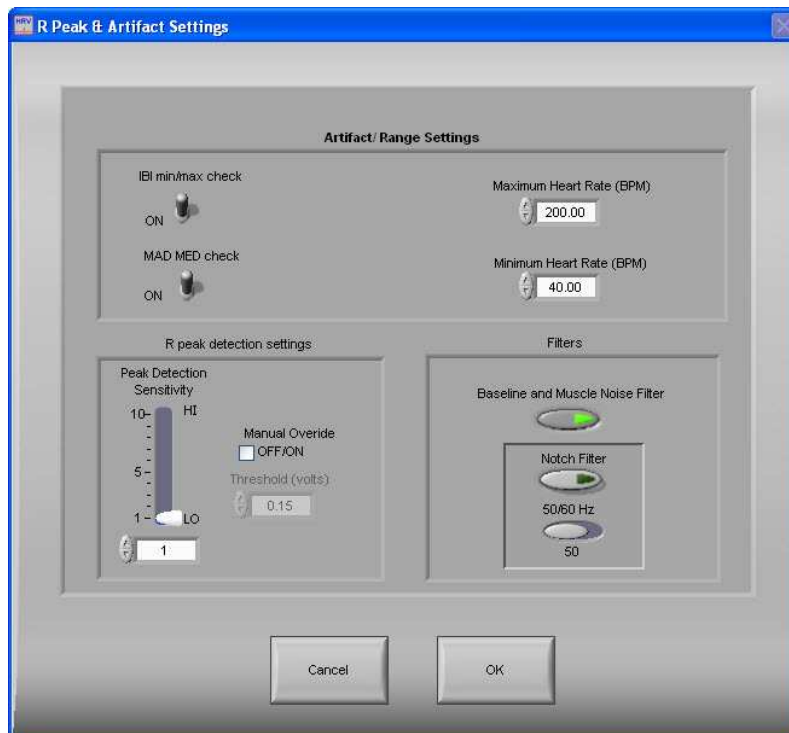 HRV
R Peak & Artifact Settings
Artifact/ Range Settings
IBI min/max check
ON
Maximum Heart Rate (BPM)
200.00
MAD MED check
ON
Minimum Heart Rate (BPM)
40.00
R peak detection settings
Peak Detection
Sensitivity
10
HI
5
1
LO
1
Manual Overide
OFF/ON
Threshold (volts)
0.15
Filters
Baseline and Muscle Noise Filter
Notch Filter
50/60 Hz
50
Cancel
OK